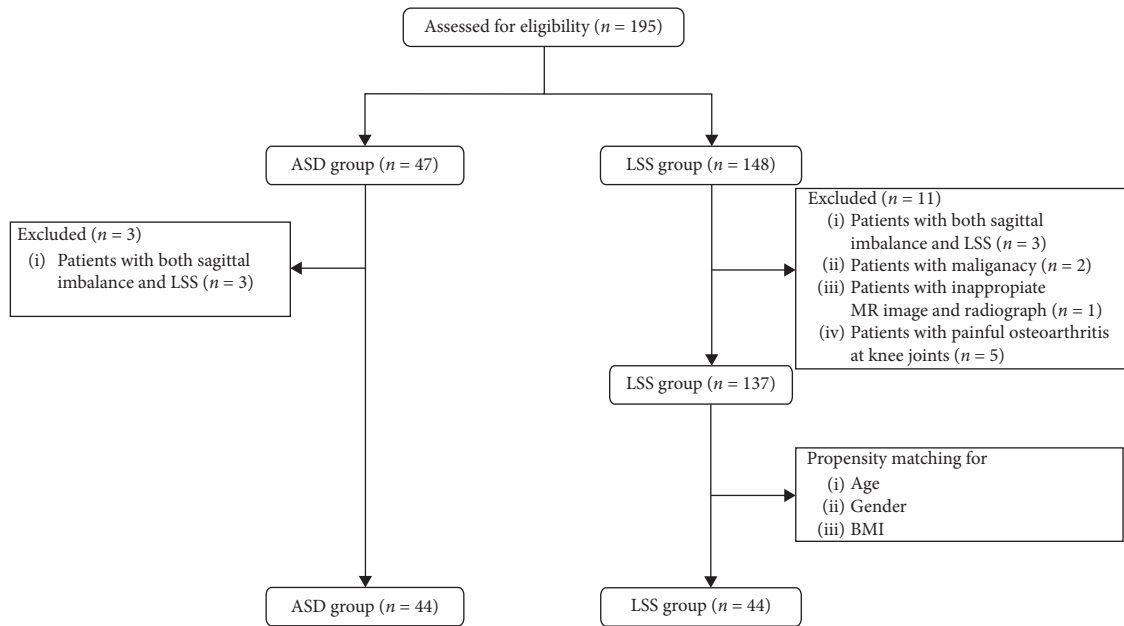 Assessed for eligibility (n = 195)
ASD group (n = 47)
LSS group (n = 148)
Excluded (n = 3)
(i) Patients with both sagittal
imbalance and LSS (n = 3)
Excluded (n = 11)
(i) Patients with both sagittal
imbalance and LSS (n = 3)
(ii) Patients with maliganacy (n = 2)
(iii) Patients with inappropiate
MR image and radiograph (n = 1)
(iv) Patients with painful osteoarthritis
at knee joints (n = 5)
LSS group (n = 137)
Propensity matching for
(i) Age
(ii) Gender
(iii) BMI
ASD group (n = 44)
LSS group (n = 44)